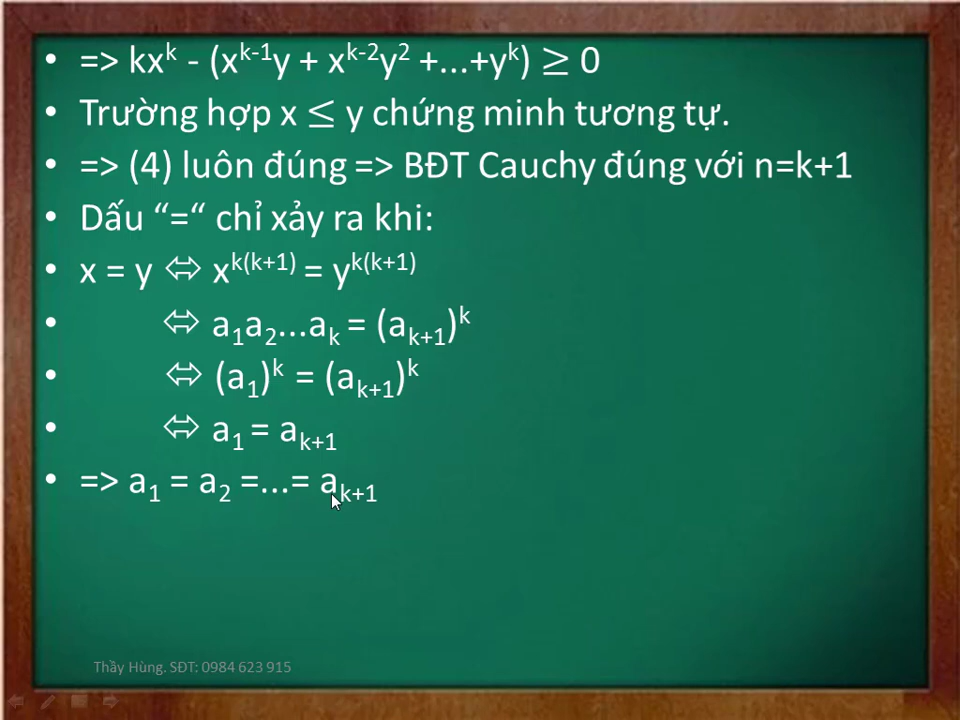 • => kxᵏ - (xᵏ⁻¹y + xᵏ⁻²y² +...+yᵏ) ≥ 0
• Trường hợp x ≤ y chứng minh tương tự.
• => (4) luôn đúng => BĐT Cauchy đúng với n=k+1
• Dấu “=“ chỉ xảy ra khi:
• x = y ⇔ xᵏ⁽ᵏ⁺¹⁾ = yᵏ⁽ᵏ⁺¹⁾
• ⇔ a₁a₂...aₖ = (aₖ₊₁)ᵏ
• ⇔ (a₁)ᵏ = (aₖ₊₁)ᵏ
• ⇔ a₁ = aₖ₊₁
• => a₁ = a₂ =...= aₖ₊₁
Thầy Hùng. SĐT: 0984 623 915